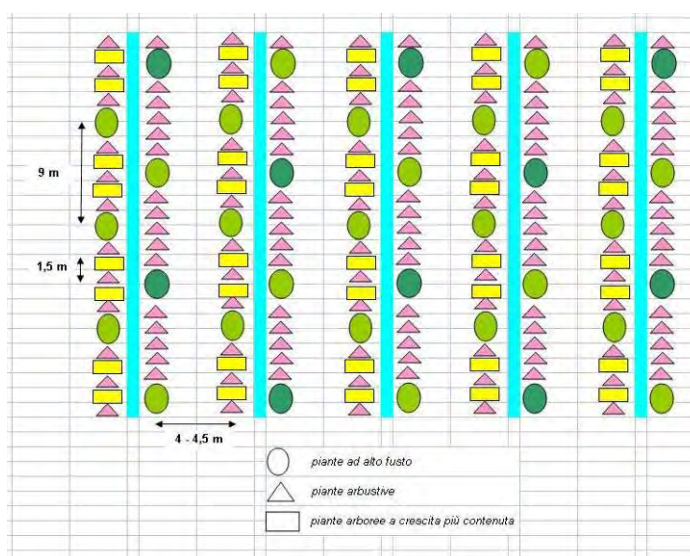 9 m
1,5 m
4 - 4,5 m
piante ad alto fusto
piante arbustive
piante arboree a crescita più contenuta